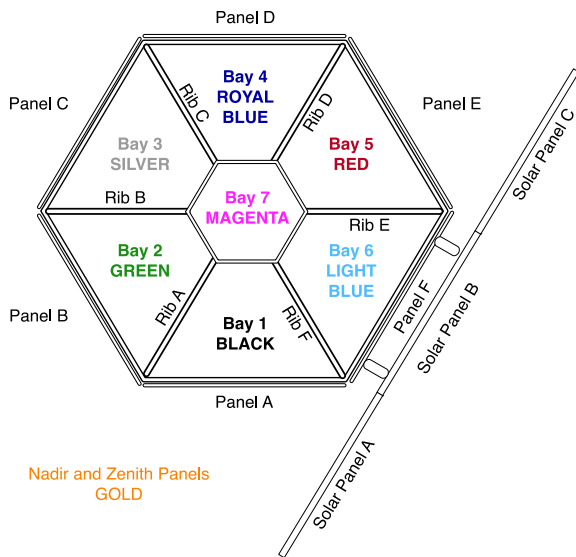 Panel D
Panel C
Bay 4
ROYAL
BLUE
Panel E
Rib C
Rib D
Solar Panel C
Bay 3
SILVER
Bay 5
RED
Rib B
Bay 7
MAGENTA
Rib E
Bay 2
GREEN
Bay 6
LIGHT
BLUE
Rib A
Panel F
Solar Panel B
Panel B
Bay 1
BLACK
Rib F
Panel A
Solar Panel A
Nadir and Zenith Panels
GOLD